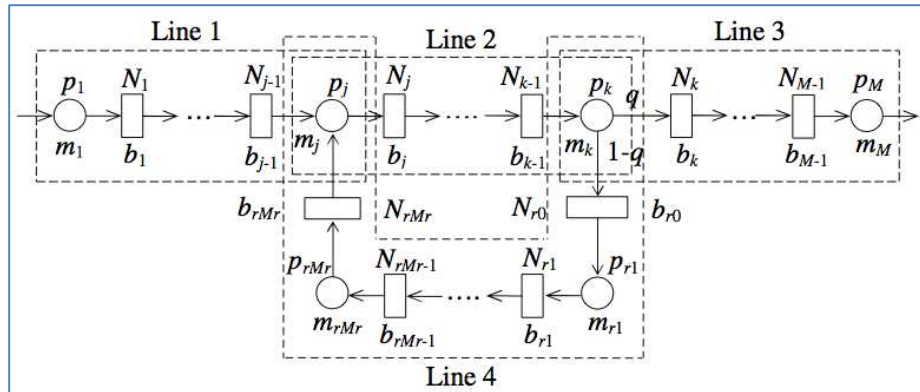 Line 1
Line 2
Line 3
p1 N1 Nj-1 pj Nj Nk-1 pk q Nk NM-1 pM
... .... ...
m1 b1 bj-1 mj bj bk-1 mk 1-q bk bM-1 mM
brMr NrMr Nr0 br0
prMr NrMr-1 Nr1 pr1
....
mrMr brMr-1 br1 mr1
Line 4